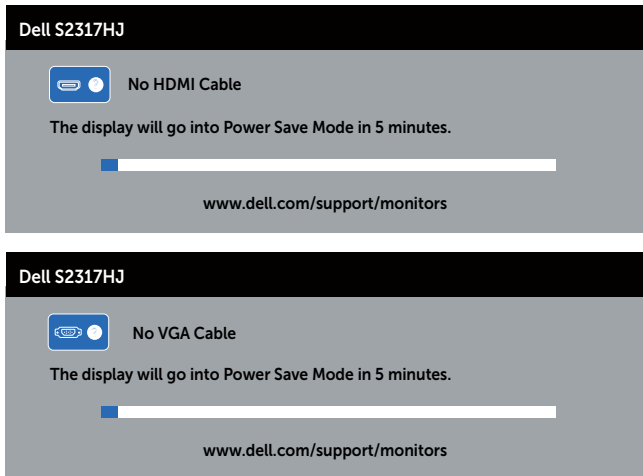 Dell S2317HJ
No HDMI Cable
The display will go into Power Save Mode in 5 minutes.
www.dell.com/support/monitors
Dell S2317HJ
No VGA Cable
The display will go into Power Save Mode in 5 minutes.
www.dell.com/support/monitors